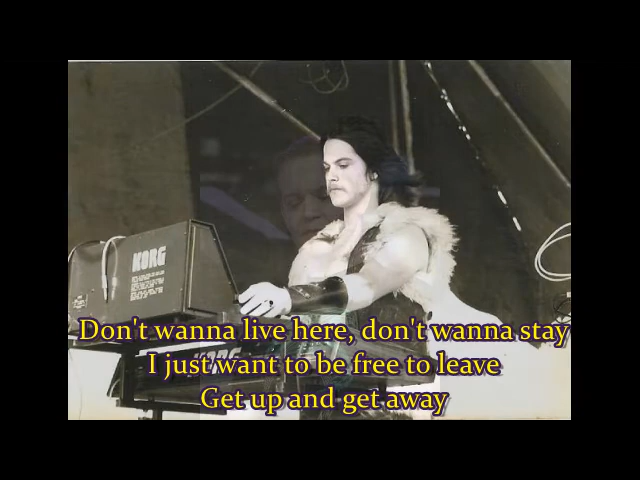 KORG
Don't wanna live here, don't wanna stay
I just want to be free to leave
Get up and get away